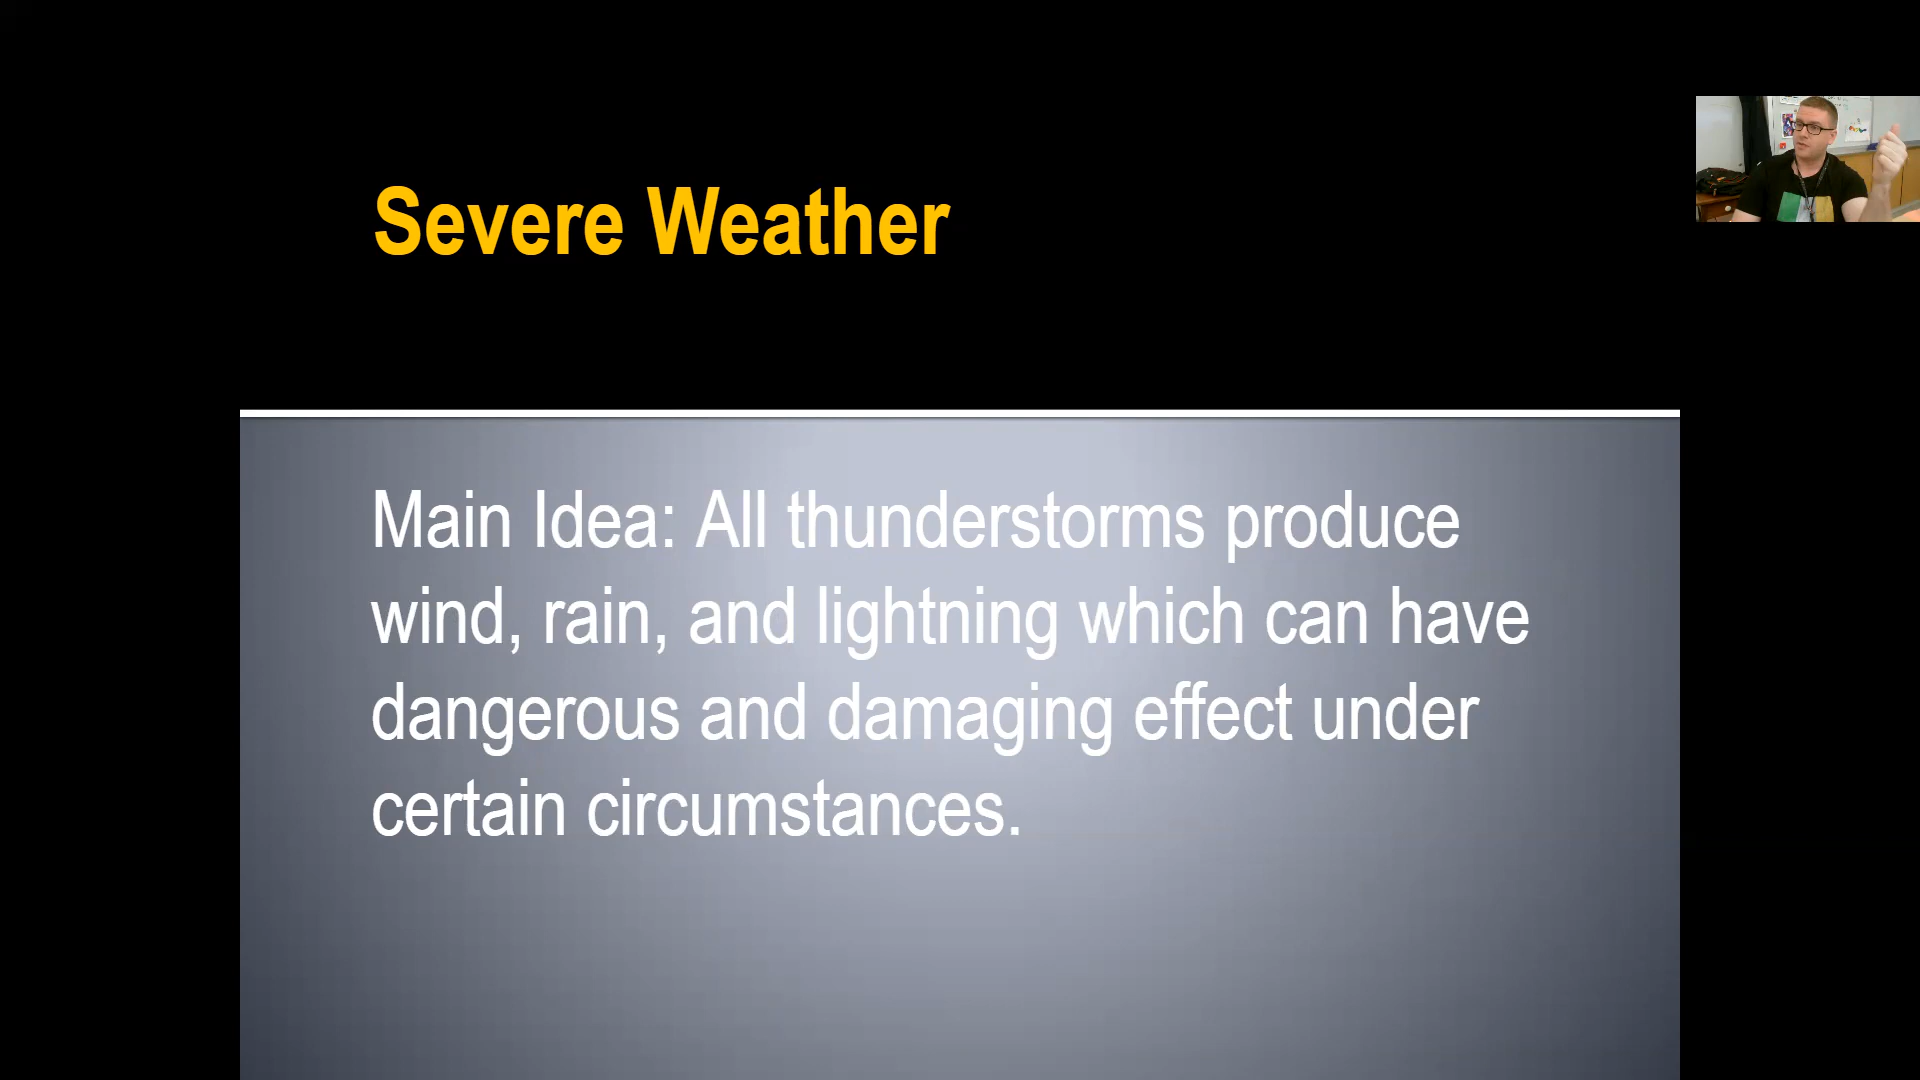 Severe Weather
Main Idea: All thunderstorms produce
wind, rain, and lightning which can have
dangerous and damaging effect under
certain circumstances.